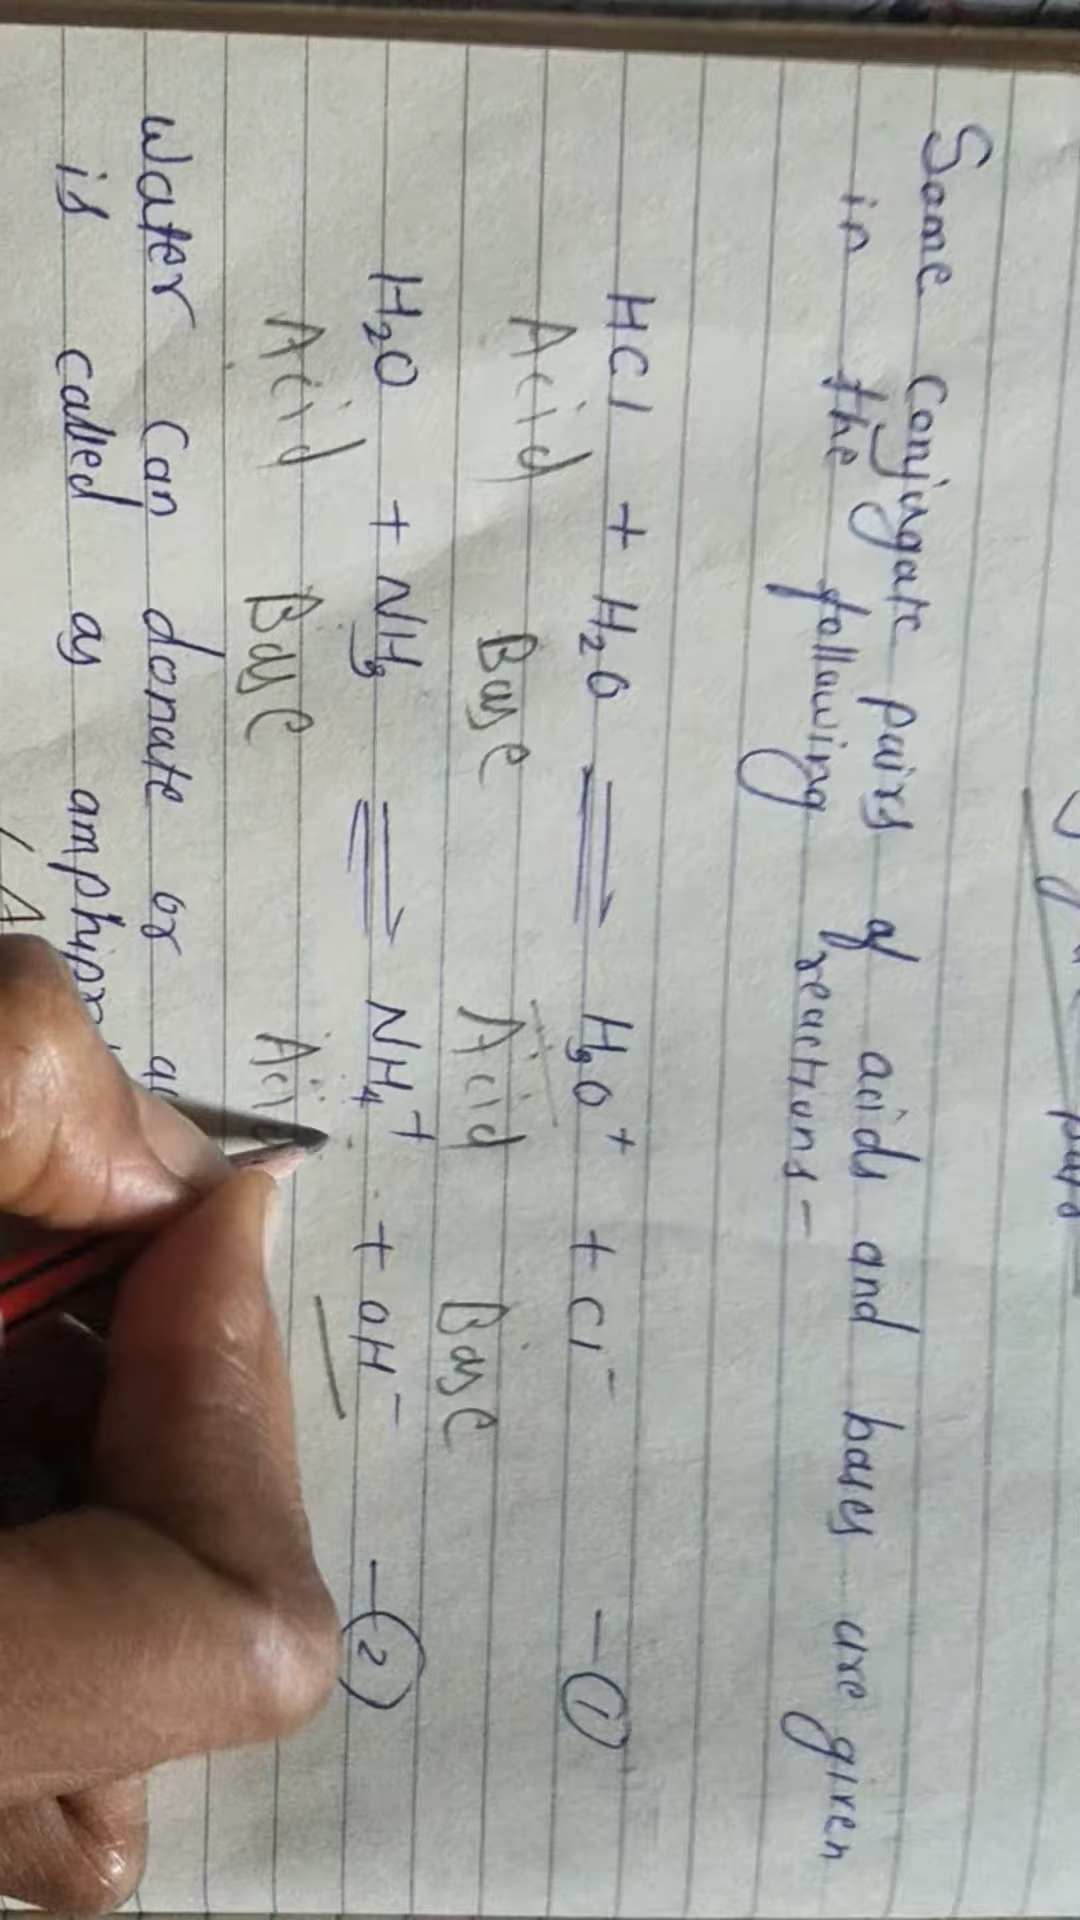 Some conjugate pairs of acids and bases are given
in the following reactions-
HCl + H₂O ⇌ H₃O⁺ + Cl⁻ —①
Acid Base Acid Base
H₂O + NH₃ ⇌ NH₄⁺ + OH⁻ —②
Acid Base
water can donate or
is called as